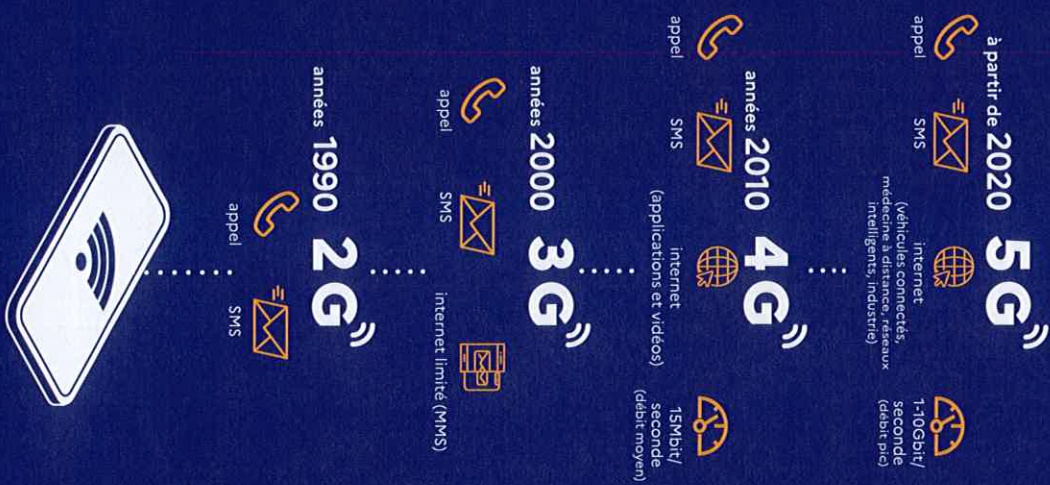 à partir de 2020 5G
appel
SMS
internet
(véhicules connectés,
médecine à distance, réseaux
intelligents, industrie)
1-10Gbit/
seconde
(débit pic)
années 2010 4G
appel
SMS
internet
(applications et vidéos)
15Mbit/
seconde
(débit moyen)
années 2000 3G
appel
SMS
internet limité (MMS)
années 1990 2G
appel
SMS